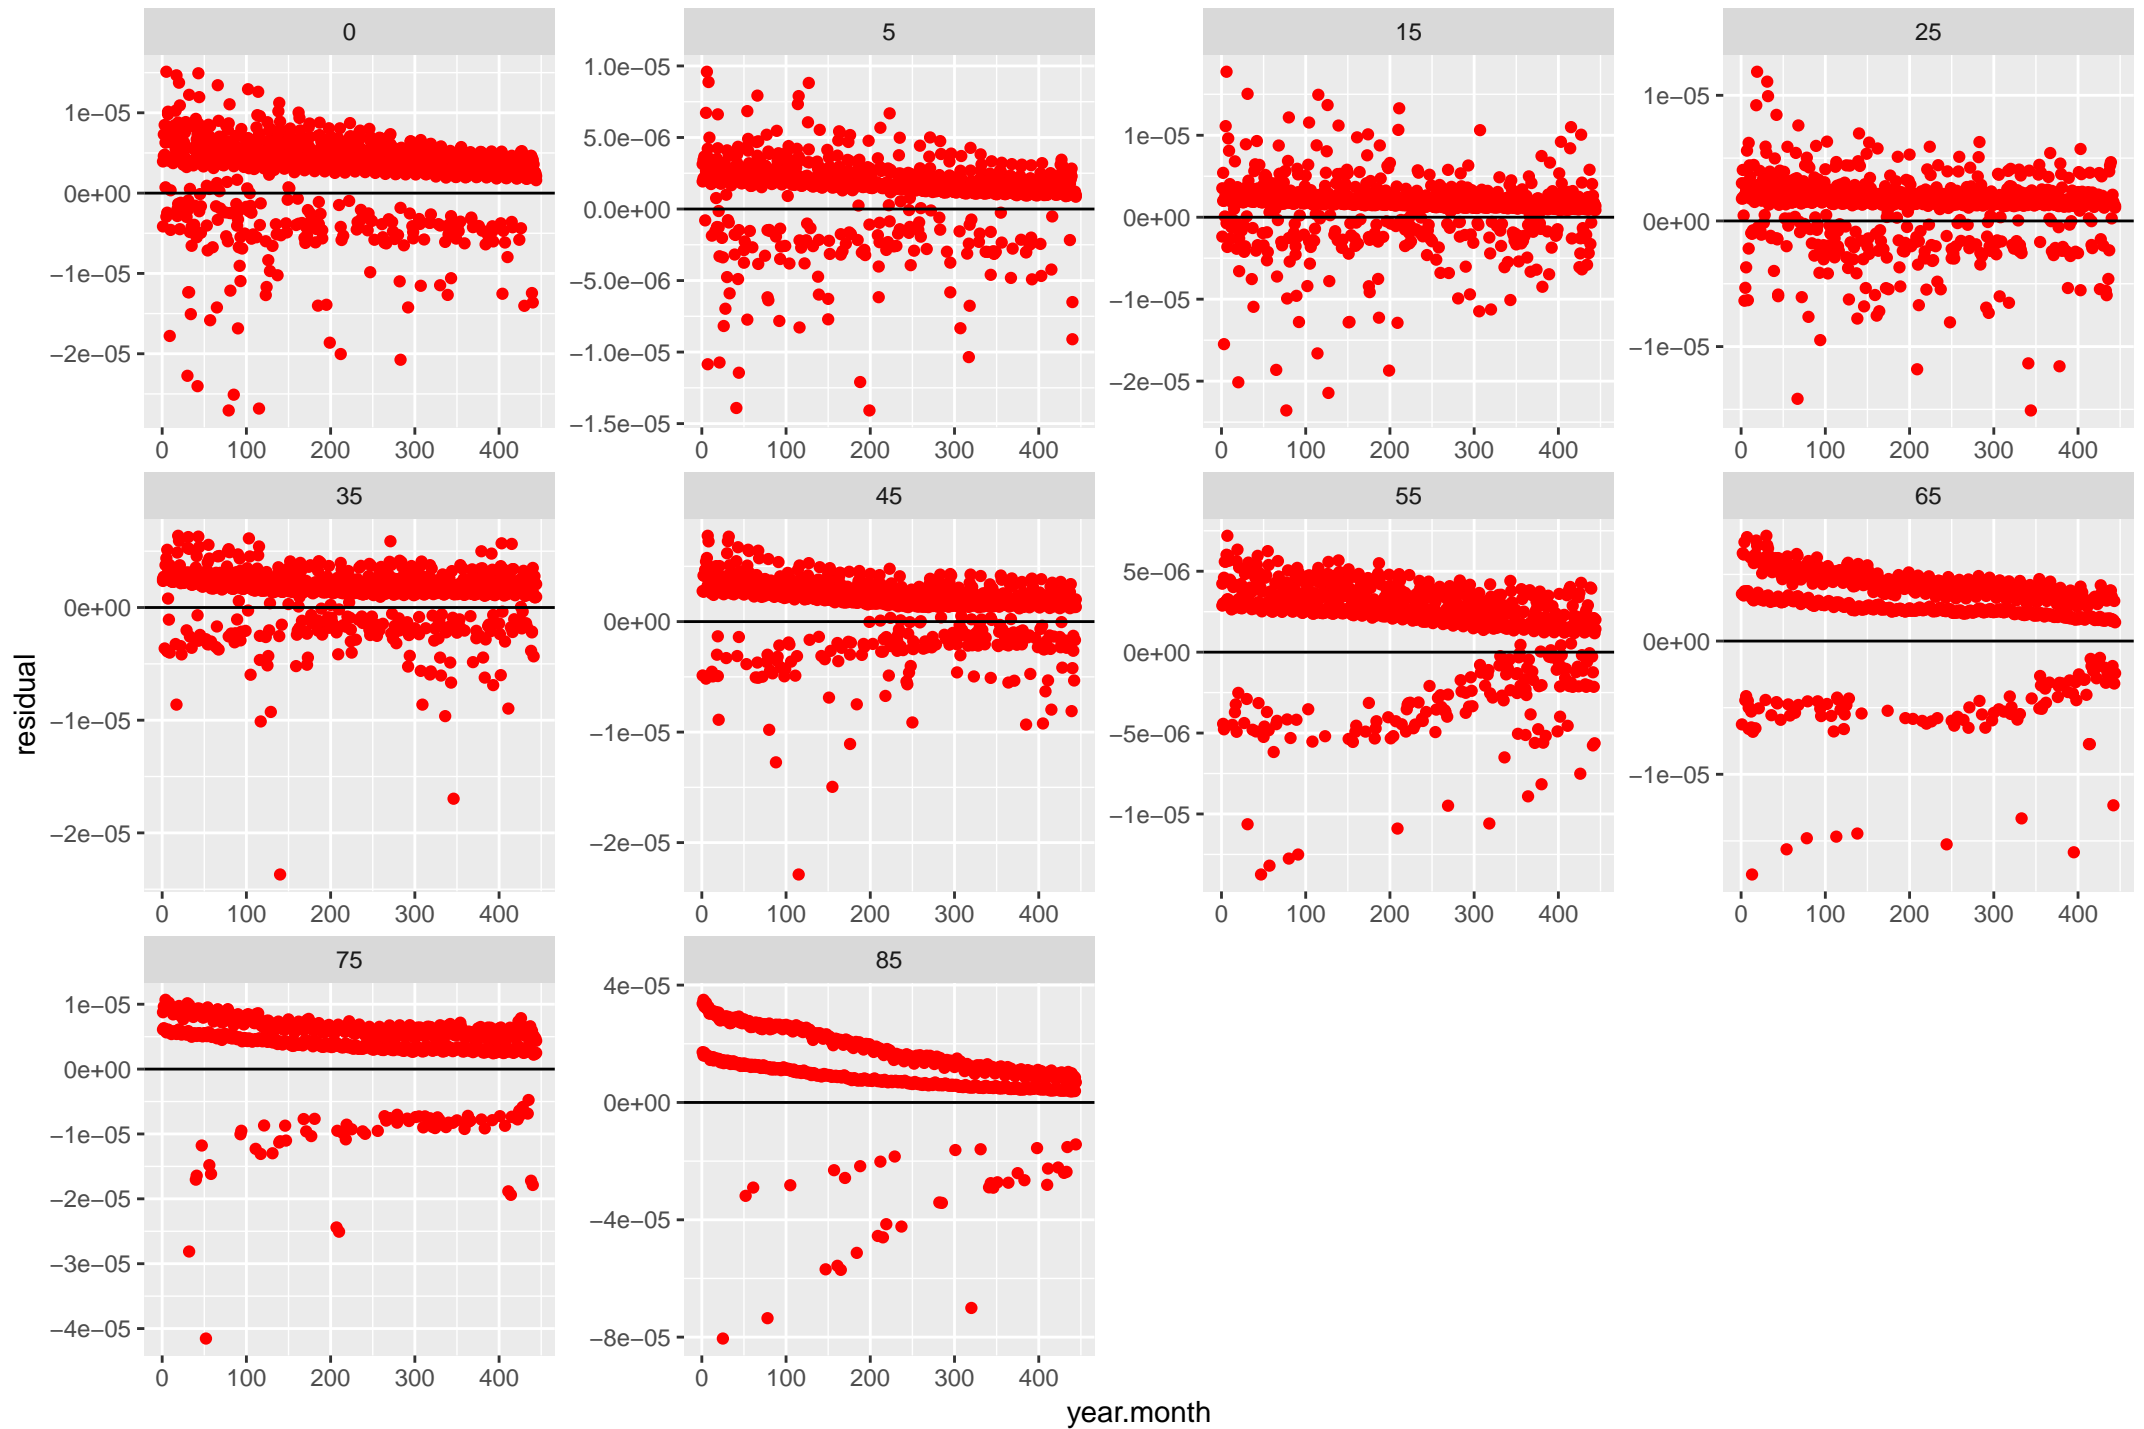 0 5 15 25
1e−05 0e+00 −1e−05 −2e−05
1.0e−05 5.0e−06 0.0e+00 −5.0e−06 −1.0e−05 −1.5e−05
1e−05 0e+00 −1e−05 −2e−05
1e−05 0e+00 −1e−05
0 100 200 300 400 0 100 200 300 400 0 100 200 300 400 0 100 200 300 400
35 45 55 65
0e+00 −1e−05 −2e−05
0e+00 −1e−05 −2e−05
5e−06 0e+00 −5e−06 −1e−05
0e+00 −1e−05
0 100 200 300 400 0 100 200 300 400 0 100 200 300 400 0 100 200 300 400
75 85
1e−05 0e+00 −1e−05 −2e−05 −3e−05 −4e−05
4e−05 0e+00 −4e−05 −8e−05
0 100 200 300 400 0 100 200 300 400
residual
year.month